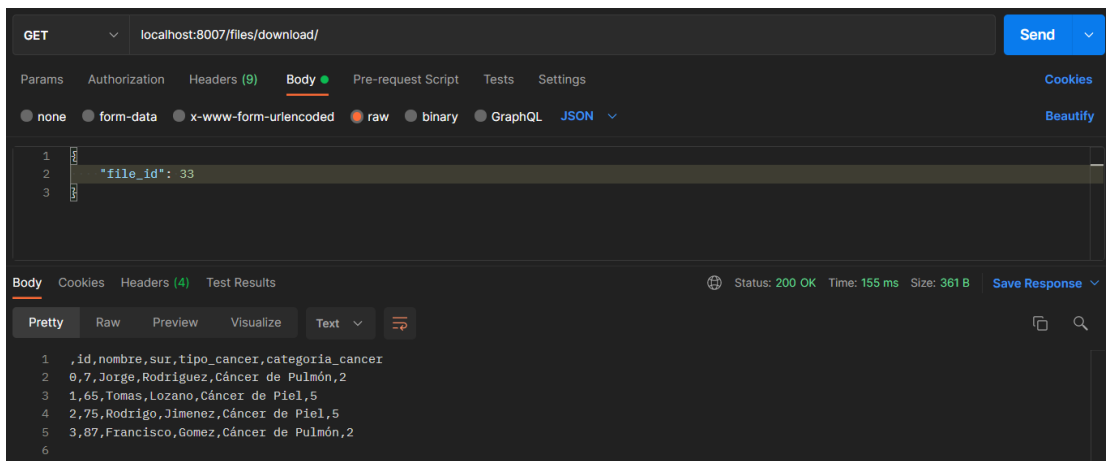 GET localhost:8007/files/download/ Send
Params Authorization Headers (9) Body Pre-request Script Tests Settings Cookies
none form-data x-www-form-urlencoded raw binary GraphQL JSON Beautify
1 {
2 "file_id": 33
3 }
Body Cookies Headers (4) Test Results Status: 200 OK Time: 155 ms Size: 361 B Save Response
Pretty Raw Preview Visualize Text
1 ,id,nombre,sur,tipo_cancer,categoria_cancer
2 0,7,Jorge,Rodriguez,Cáncer de Pulmón,2
3 1,65,Tomas,Lozano,Cáncer de Piel,5
4 2,75,Rodrigo,Jimenez,Cáncer de Piel,5
5 3,87,Francisco,Gomez,Cáncer de Pulmón,2
6